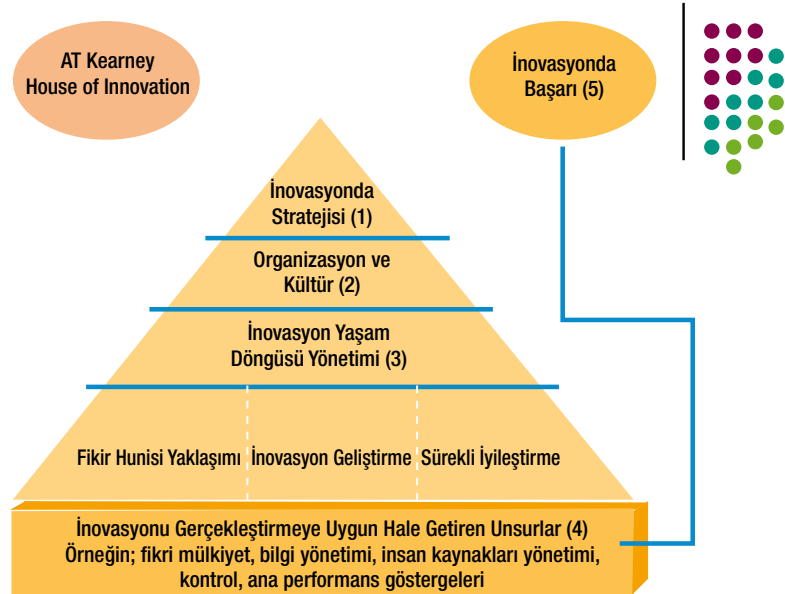 AT Kearney
House of Innovation
İnovasyonda
Başarı (5)
İnovasyonda
Stratejisi (1)
Organizasyon ve
Kültür (2)
İnovasyon Yaşam
Döngüsü Yönetimi (3)
Fikir Hunisi Yaklaşımı İnovasyon Geliştirme Sürekli İyileştirme
İnovasyonu Gerçekleştirmeye Uygun Hale Getiren Unsurlar (4)
Örneğin; fikri mülkiyet, bilgi yönetimi, insan kaynakları yönetimi,
kontrol, ana performans göstergeleri